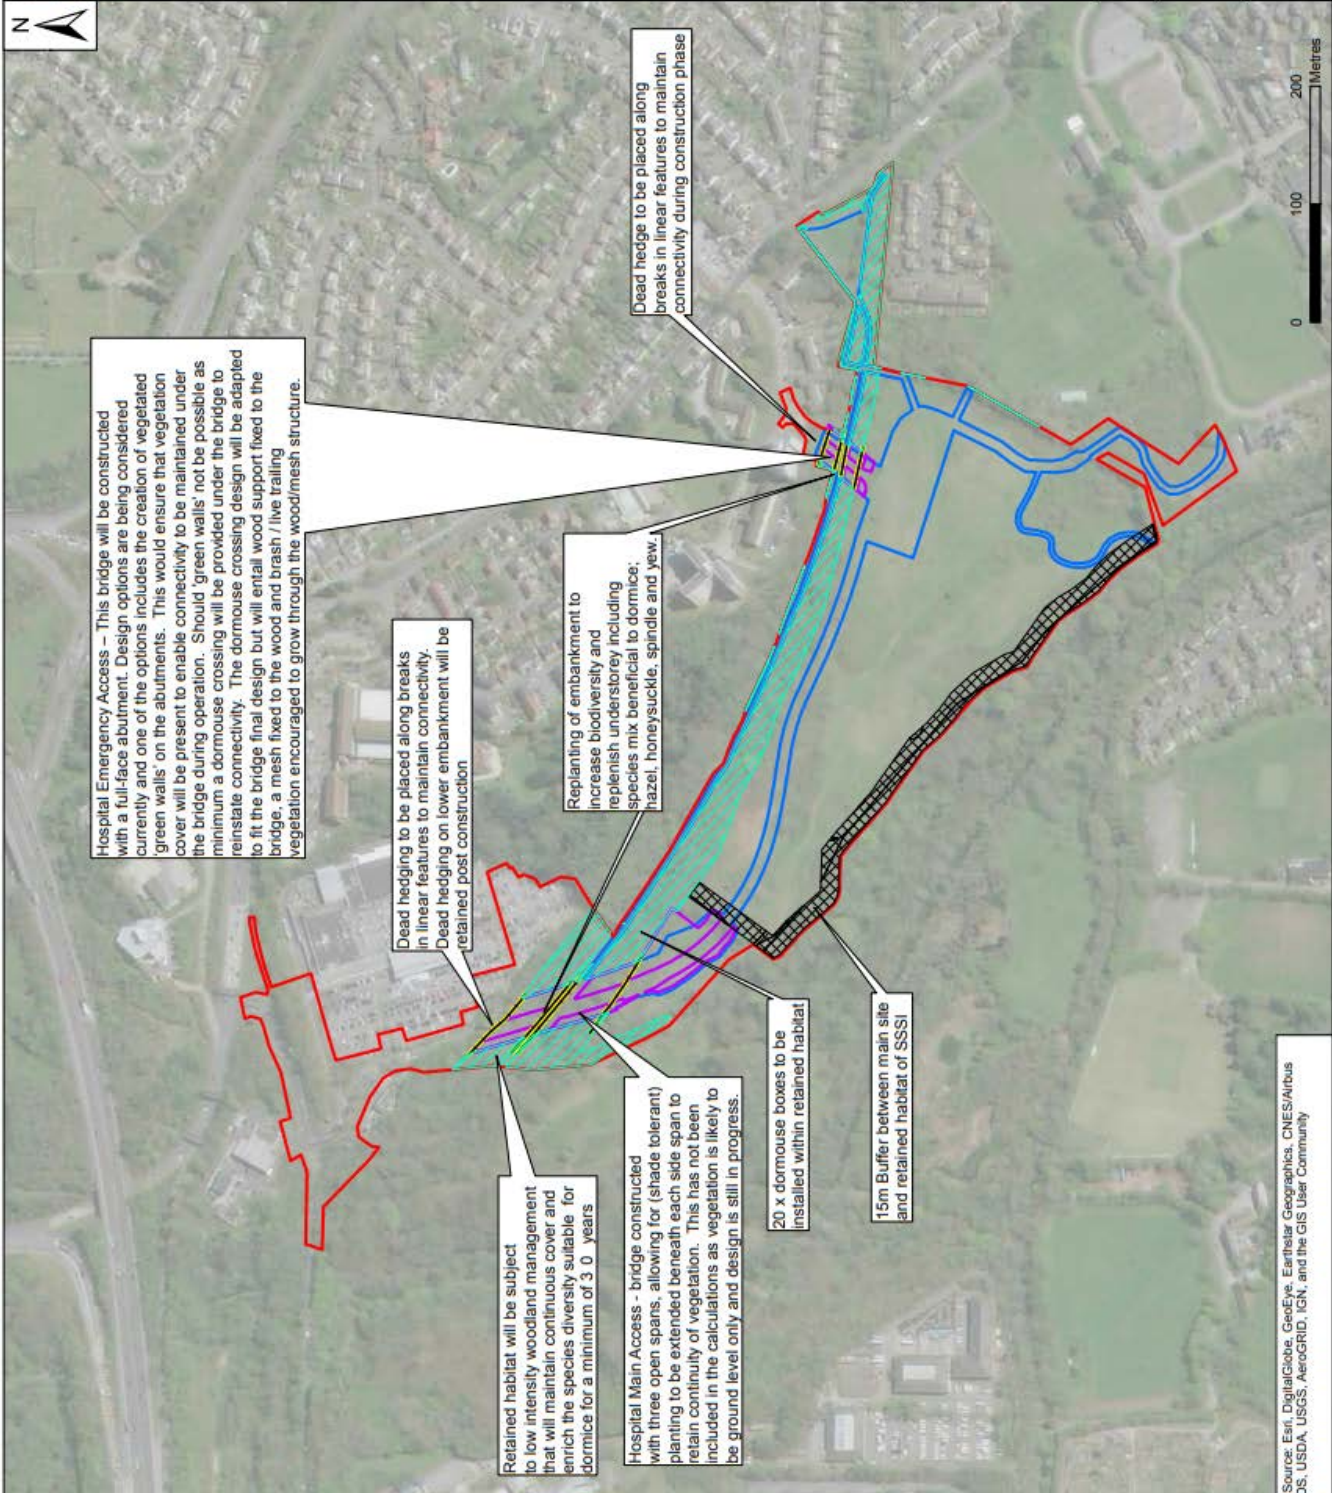 N
Hospital Emergency Access – This bridge will be constructed
with a full-face abutment. Design options are being considered
currently and one of the options includes the creation of vegetated
'green walls' on the abutments. This would ensure that vegetation
cover will be present to enable connectivity to be maintained under
the bridge during operation. Should 'green walls' not be possible as
minimum a dormouse crossing will be provided under the bridge to
reinstate connectivity. The dormouse crossing design will be adapted
to fit the bridge final design but will entail wood support fixed to the
bridge, a mesh fixed to the wood and brash / live trailing
vegetation encouraged to grow through the wood/mesh structure.
Dead hedge to be placed along
breaks in linear features to maintain
connectivity during construction phase
Dead hedging to be placed along breaks
in linear features to maintain connectivity.
Dead hedging on lower embankment will be
retained post construction
Replanting of embankment to
increase biodiversity and
replenish understorey including
species mix beneficial to dormice;
hazel, honeysuckle, spindle and yew.
Retained habitat will be subject
to low intensity woodland management
that will maintain continuous cover and
enrich the species diversity suitable for
dormice for a minimum of 3 0 years
Hospital Main Access - bridge constructed
with three open spans, allowing for (shade tolerant)
planting to be extended beneath each side span to
retain continuity of vegetation. This has not been
included in the calculations as vegetation is likely to
be ground level only and design is still in progress.
20 x dormouse boxes to be
installed within retained habitat
15m Buffer between main site
and retained habitat of SSSI
0 100 200
Metres
Source: Esri, DigitalGlobe, GeoEye, Earthstar Geographics, CNES/Airbus
DS, USDA, USGS, AeroGRID, IGN, and the GIS User Community